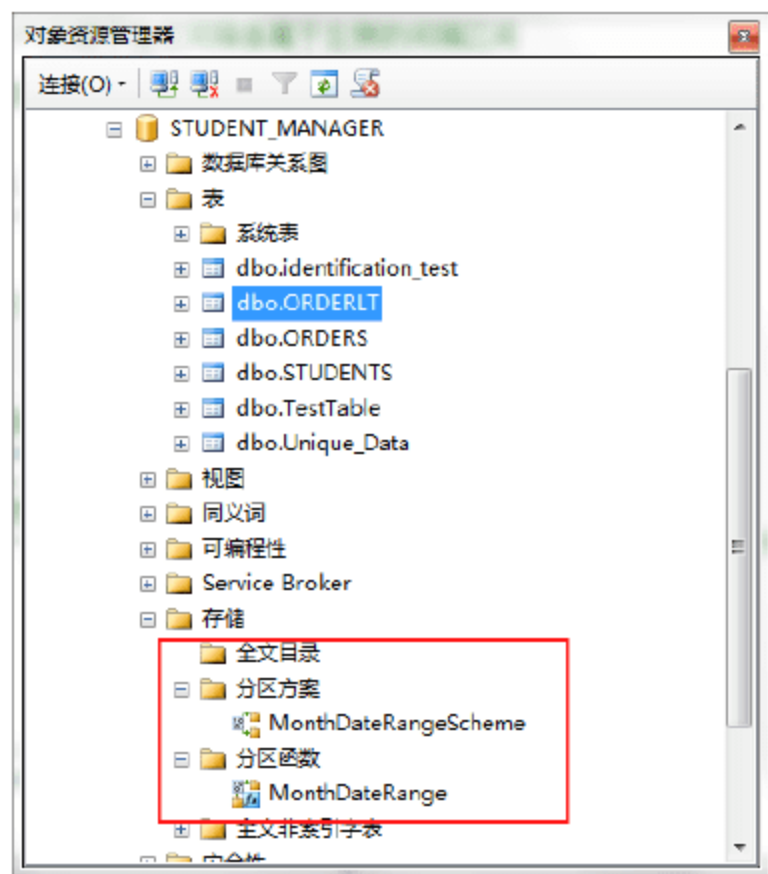 对象资源管理器
连接(O)
STUDENT_MANAGER
数据库关系图
表
系统表
dbo.identification_test
dbo.ORDERLT
dbo.ORDERS
dbo.STUDENTS
dbo.TestTable
dbo.Unique_Data
视图
同义词
可编程性
Service Broker
存储
全文目录
分区方案
MonthDateRangeScheme
分区函数
MonthDateRange
全文非索引字表
安全性